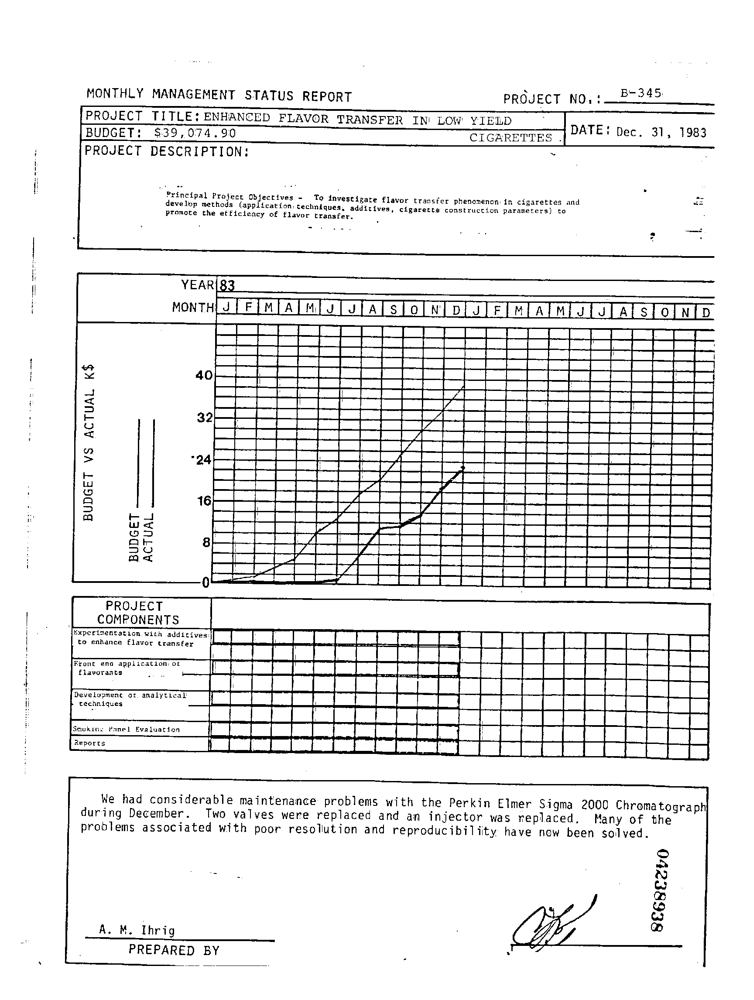 MONTHLY MANAGEMENT STATUS REPORT PROJECT NO.: B-345
PROJECT TITLE: ENHANCED FLAVOR TRANSFER IN LOW YIELD
BUDGET: $39,074.90 CIGARETTES. DATE: Dec. 31, 1983
PROJECT DESCRIPTION:
Principal Project Objectives - To investigate flavor transfer phenomenon in cigarettes and
develop methods (application techniques, additives, cigarette construction parameters) to
promote the efficiency of flavor transfer.
YEAR 83
MONTH J F M A M J J A S O N D J F M A M J J A S O N D
BUDGET VS ACTUAL K$
BUDGET
ACTUAL
40
32
24
16
8
0
PROJECT
COMPONENTS
Experimentation with additives
to enhance flavor transfer
Front end application of
flavorants
Development of analytical
techniques
Smoking Panel Evaluation
Reports
We had considerable maintenance problems with the Perkin Elmer Sigma 2000 Chromatograph
during December. Two valves were replaced and an injector was replaced. Many of the
problems associated with poor resolution and reproducibility have now been solved.
04238938
A. M. Ihrig
PREPARED BY